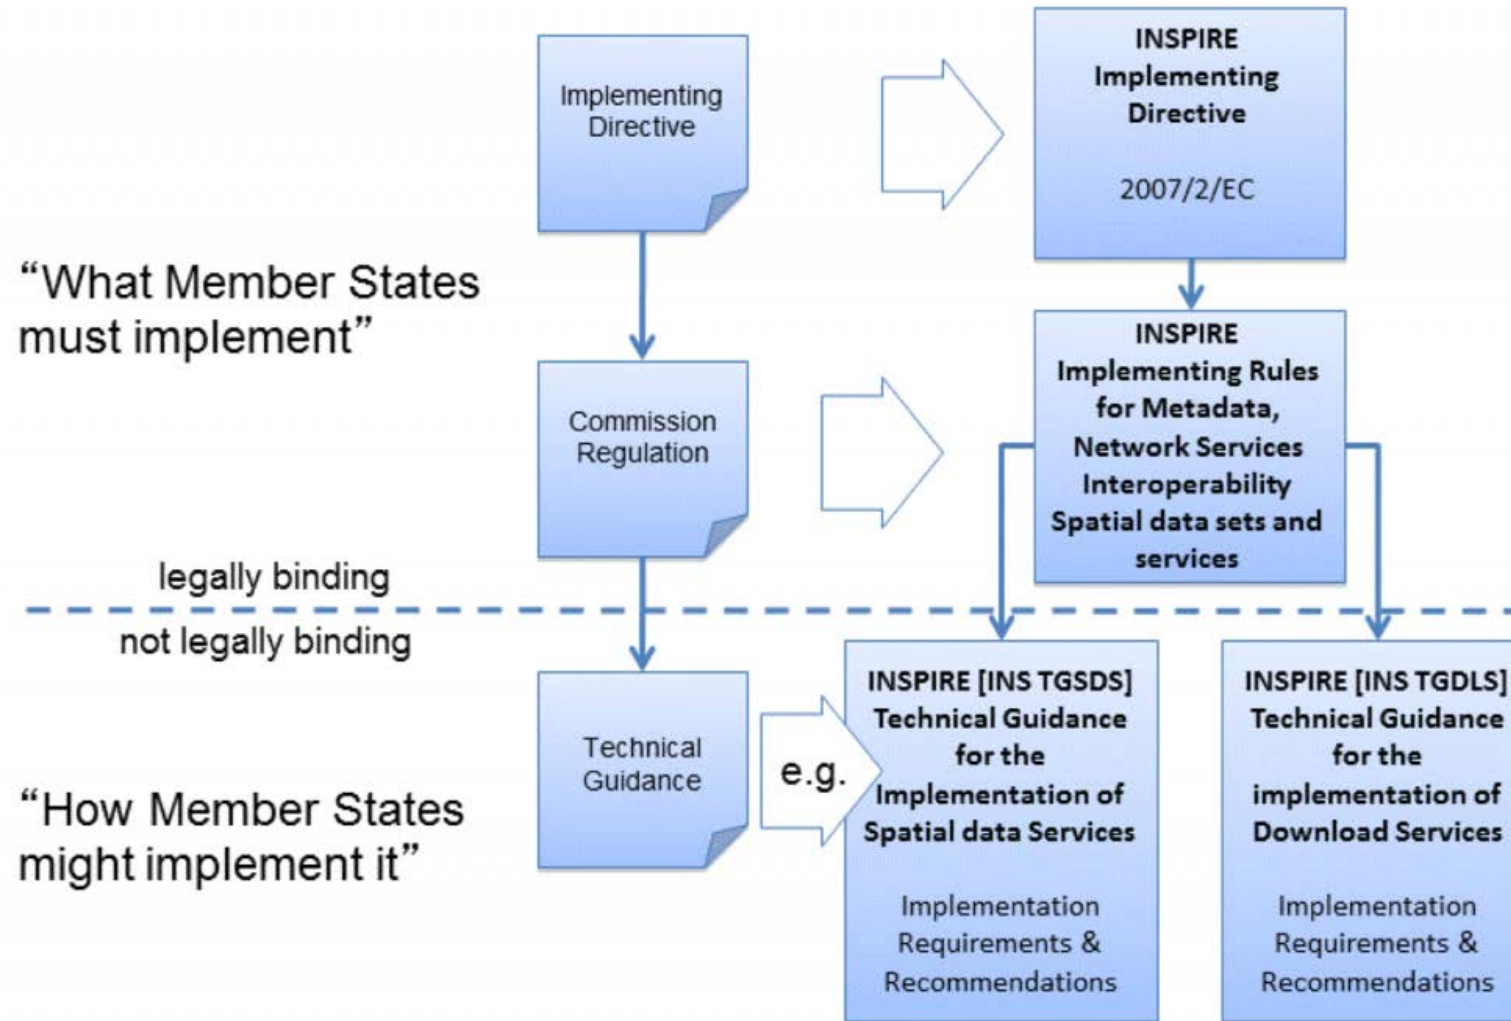 Implementing
Directive
INSPIRE
Implementing
Directive
2007/2/EC
“What Member States
must implement”
Commission
Regulation
INSPIRE
Implementing Rules
for Metadata,
Network Services
Interoperability
Spatial data sets and
services
legally binding
not legally binding
“How Member States
might implement it”
Technical
Guidance
e.g.
INSPIRE [INS TGSDS]
Technical Guidance
for the
Implementation of
Spatial data Services
Implementation
Requirements &
Recommendations
INSPIRE [INS TGDLS]
Technical Guidance
for the
implementation of
Download Services
Implementation
Requirements &
Recommendations